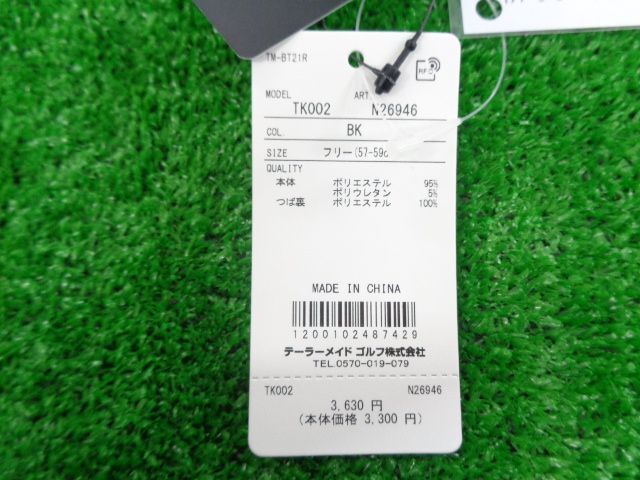 TM-BT21R
RF
MODEL ART.
TK002 N26946
COL. BK
SIZE フリー(57-59c
QUALITY
本体 ポリエステル 95%
ポリウレタン 5%
つば裏 ポリエステル 100%
MADE IN CHINA
1200102487429
テーラーメイド ゴルフ株式会社
TEL.0570-019-079
TK002 N26946
3,630 円
(本体価格 3,300 円)